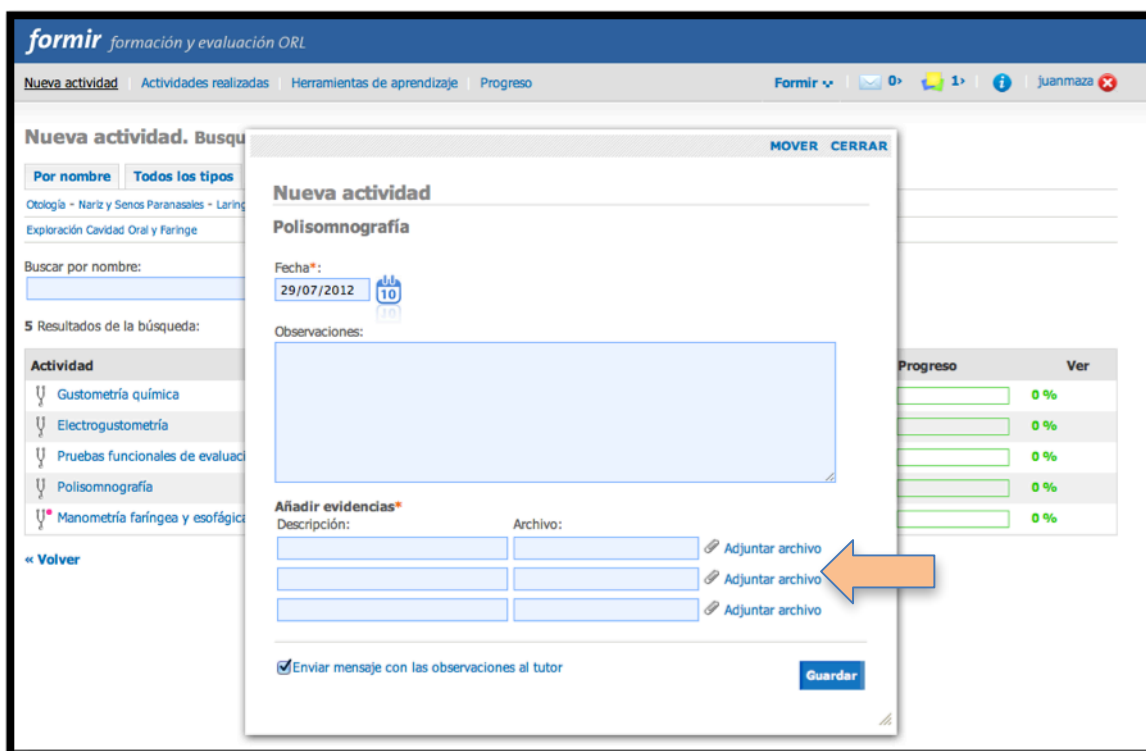 formir formación y evaluación ORL
Nueva actividad Actividades realizadas Herramientas de aprendizaje Progreso Formir 0 1 juanmaza
Nueva actividad. Busqu
Por nombre Todos los tipos
Otología - Nariz y Senos Paranasales - Laring
Exploración Cavidad Oral y Faringe
Buscar por nombre:
5 Resultados de la búsqueda:
Actividad Progreso Ver
Gustometría química 0 %
Electrogustometría 0 %
Pruebas funcionales de evaluaci 0 %
Polisomnografía 0 %
Manometría faríngea y esofágica 0 %
« Volver
MOVER CERRAR
Nueva actividad
Polisomnografía
Fecha*:
29/07/2012 10
Observaciones:
Añadir evidencias*
Descripción: Archivo:
Adjuntar archivo
Adjuntar archivo
Adjuntar archivo
Enviar mensaje con las observaciones al tutor
Guardar